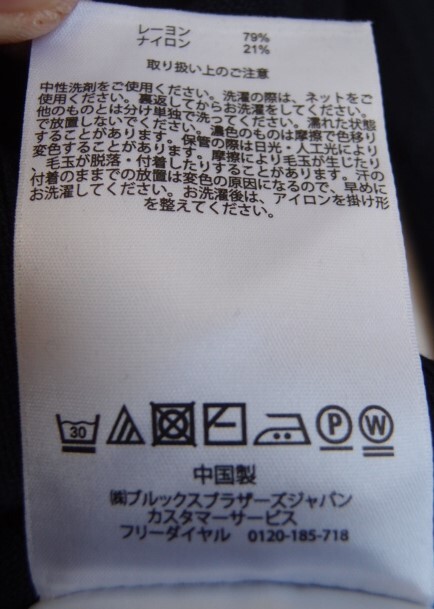 レーヨン 79%
ナイロン 21%
取り扱い上のご注意
中性洗剤をご使用ください。洗濯の際は、ネットをご
使用ください。裏返してからお洗濯をしてください。
他のものとは分け単独で洗ってください。濡れた状態
で放置しないでください。濃色のものは摩擦で色移り
することがあります。保管の際は日光・人工光により
変色することがあります。摩擦により毛玉が生じたり
毛玉が脱落・付着したりすることがあります。汗の
付着のままでの放置は変色の原因になるので、早めに
お洗濯してください。お洗濯後は、アイロンを掛け形
を整えてください。
30 P W
中国製
㈱ブルックスブラザーズジャパン
カスタマーサービス
フリーダイヤル 0120-185-718